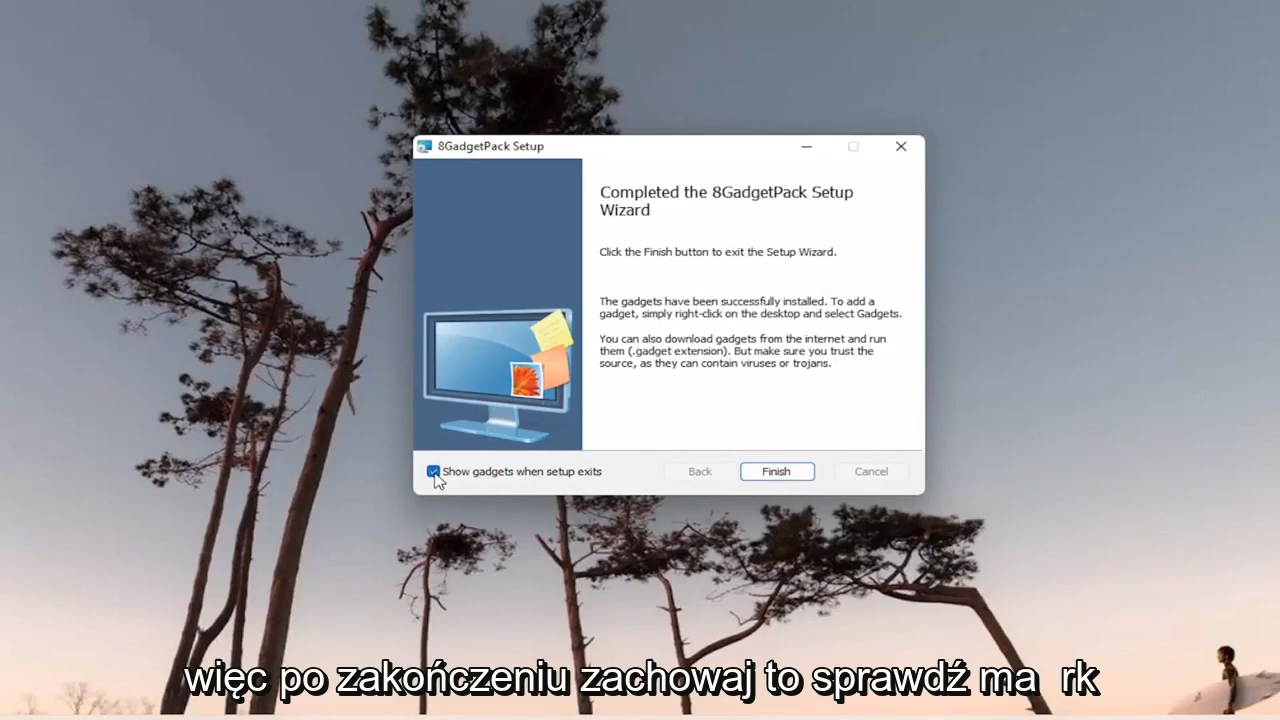 8GadgetPack Setup
Completed the 8GadgetPack Setup
Wizard
Click the Finish button to exit the Setup Wizard.
The gadgets have been successfully installed. To add a
gadget, simply right-click on the desktop and select Gadgets.
You can also download gadgets from the internet and run
them (.gadget extension). But make sure you trust the
source, as they can contain viruses or trojans.
Show gadgets when setup exits
Back
Finish
Cancel
więc po zakończeniu zachowaj to sprawdź ma rk